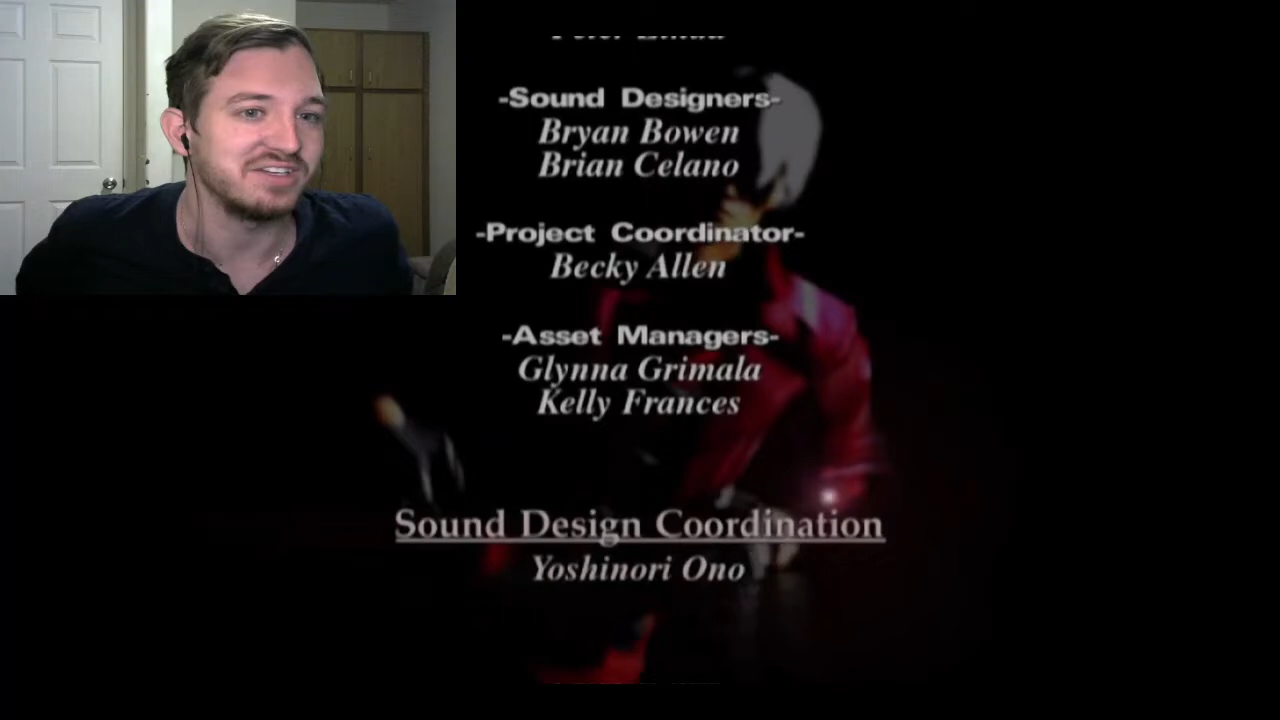 -Sound Designers-
Bryan Bowen
Brian Celano
-Project Coordinator-
Becky Allen
-Asset Managers-
Glynna Grimala
Kelly Frances
Sound Design Coordination
Yoshinori Ono